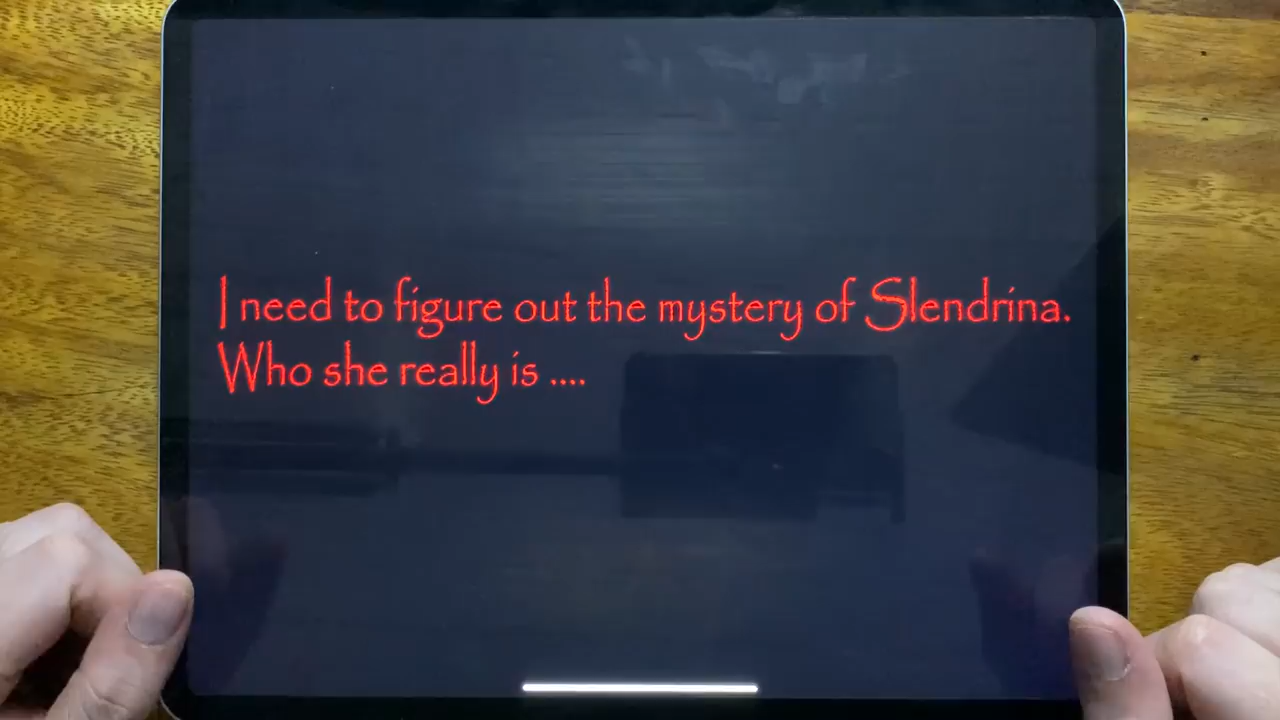 I need to figure out the mystery of Slendrina.
Who she really is ....